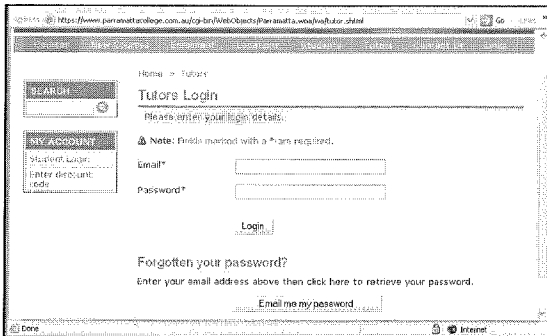 https://www.parramattacollege.com.au/cgi-bin/WebObjects/Parramatta.woa/wa/tutor.shtml
Go
Home » Tutors
SEARCH
Tutors Login
Please enter your login details.
MY ACCOUNT
Note: Fields marked with a * are required.
Student Login
Email*
Enter discount
code
Password*
Login
Forgotten your password?
Enter your email address above then click here to retrieve your password.
Email me my password
Done
Internet